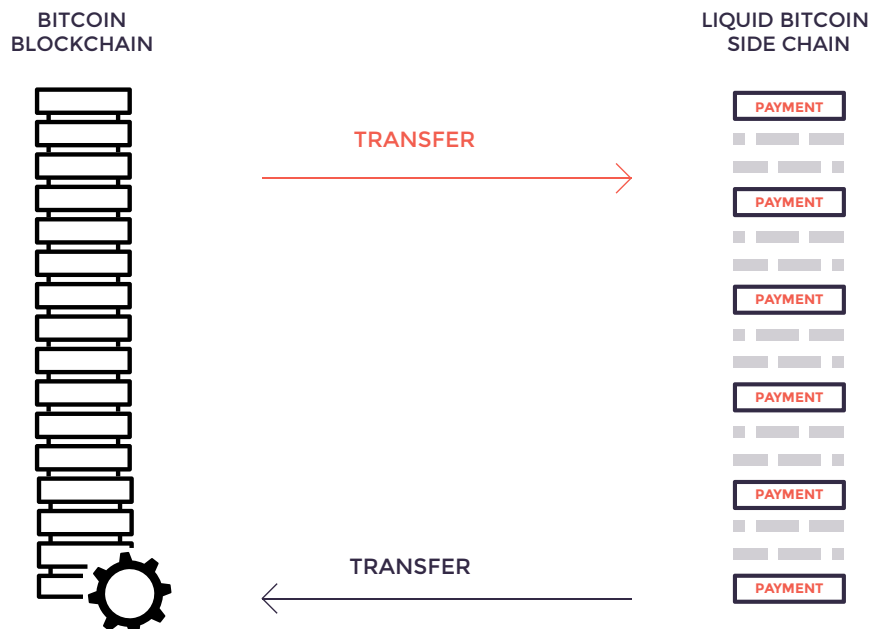 BITCOIN
BLOCKCHAIN
LIQUID BITCOIN
SIDE CHAIN
TRANSFER
PAYMENT
PAYMENT
PAYMENT
PAYMENT
PAYMENT
TRANSFER
PAYMENT